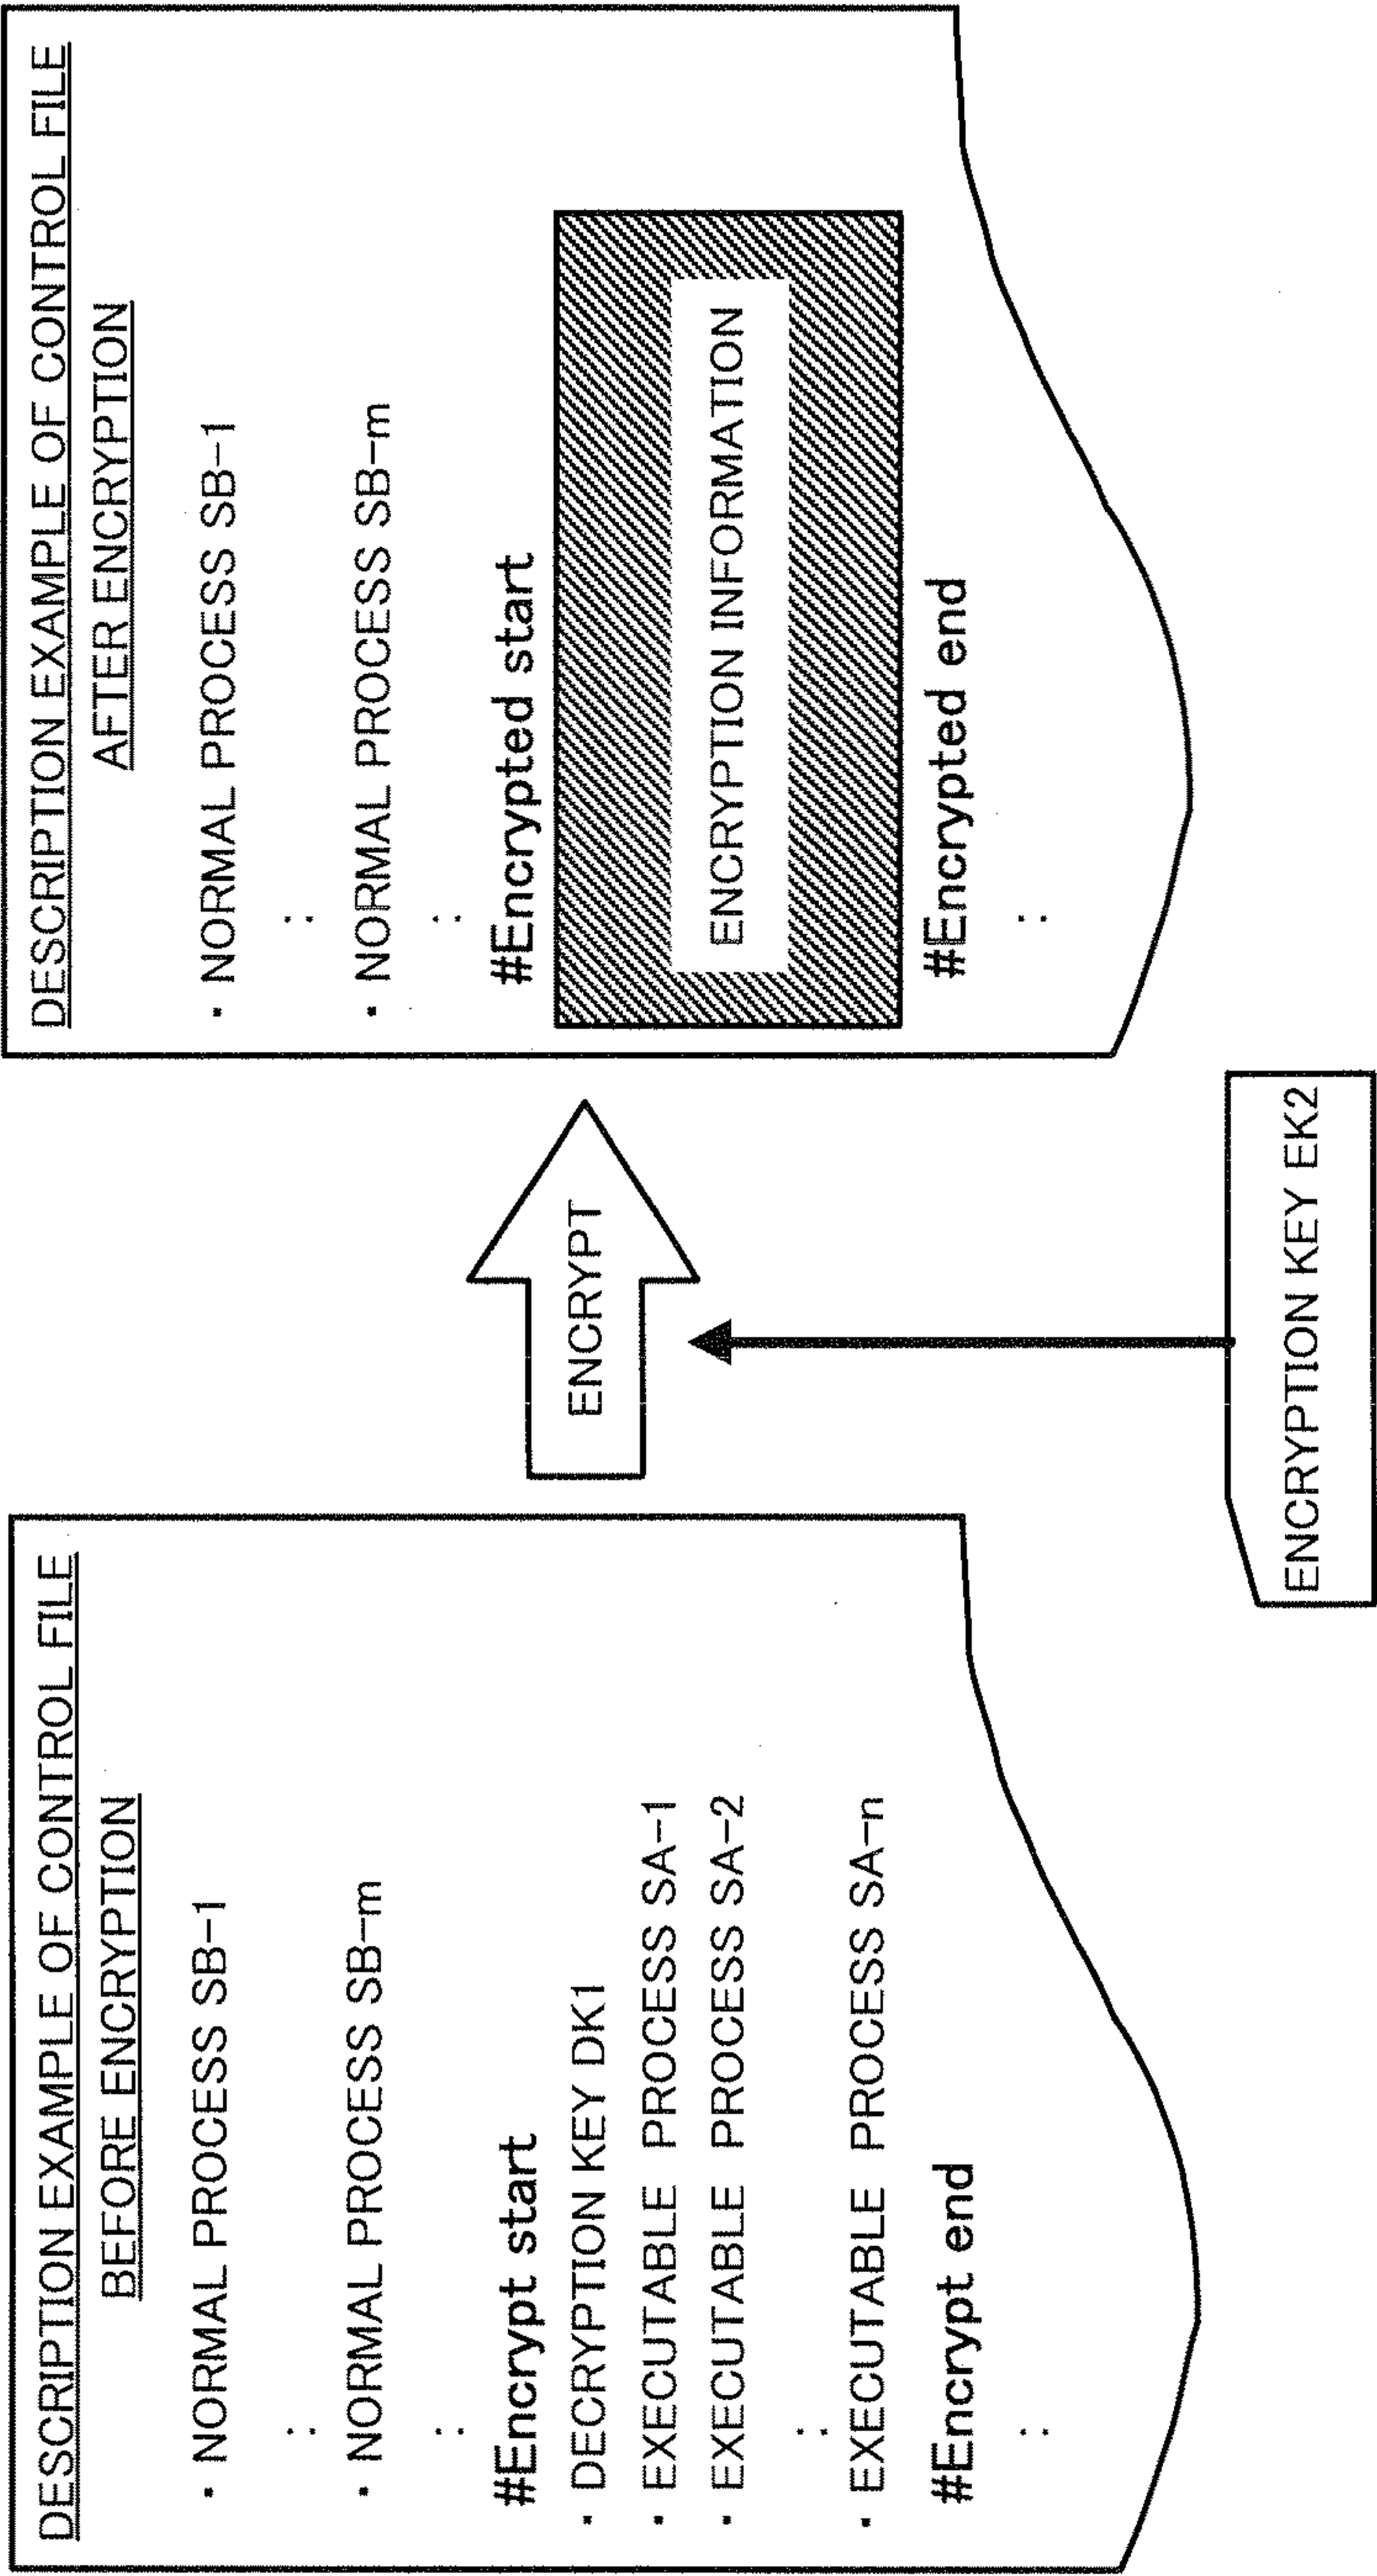 DESCRIPTION EXAMPLE OF CONTROL FILE
BEFORE ENCRYPTION
· NORMAL PROCESS SB-1
:
· NORMAL PROCESS SB-m
:
#Encrypt start
· DECRYPTION KEY DK1
· EXECUTABLE PROCESS SA-1
· EXECUTABLE PROCESS SA-2
:
· EXECUTABLE PROCESS SA-n
#Encrypt end
:
ENCRYPT
ENCRYPTION KEY EK2
DESCRIPTION EXAMPLE OF CONTROL FILE
AFTER ENCRYPTION
· NORMAL PROCESS SB-1
:
· NORMAL PROCESS SB-m
:
#Encrypted start
ENCRYPTION INFORMATION
#Encrypted end
: